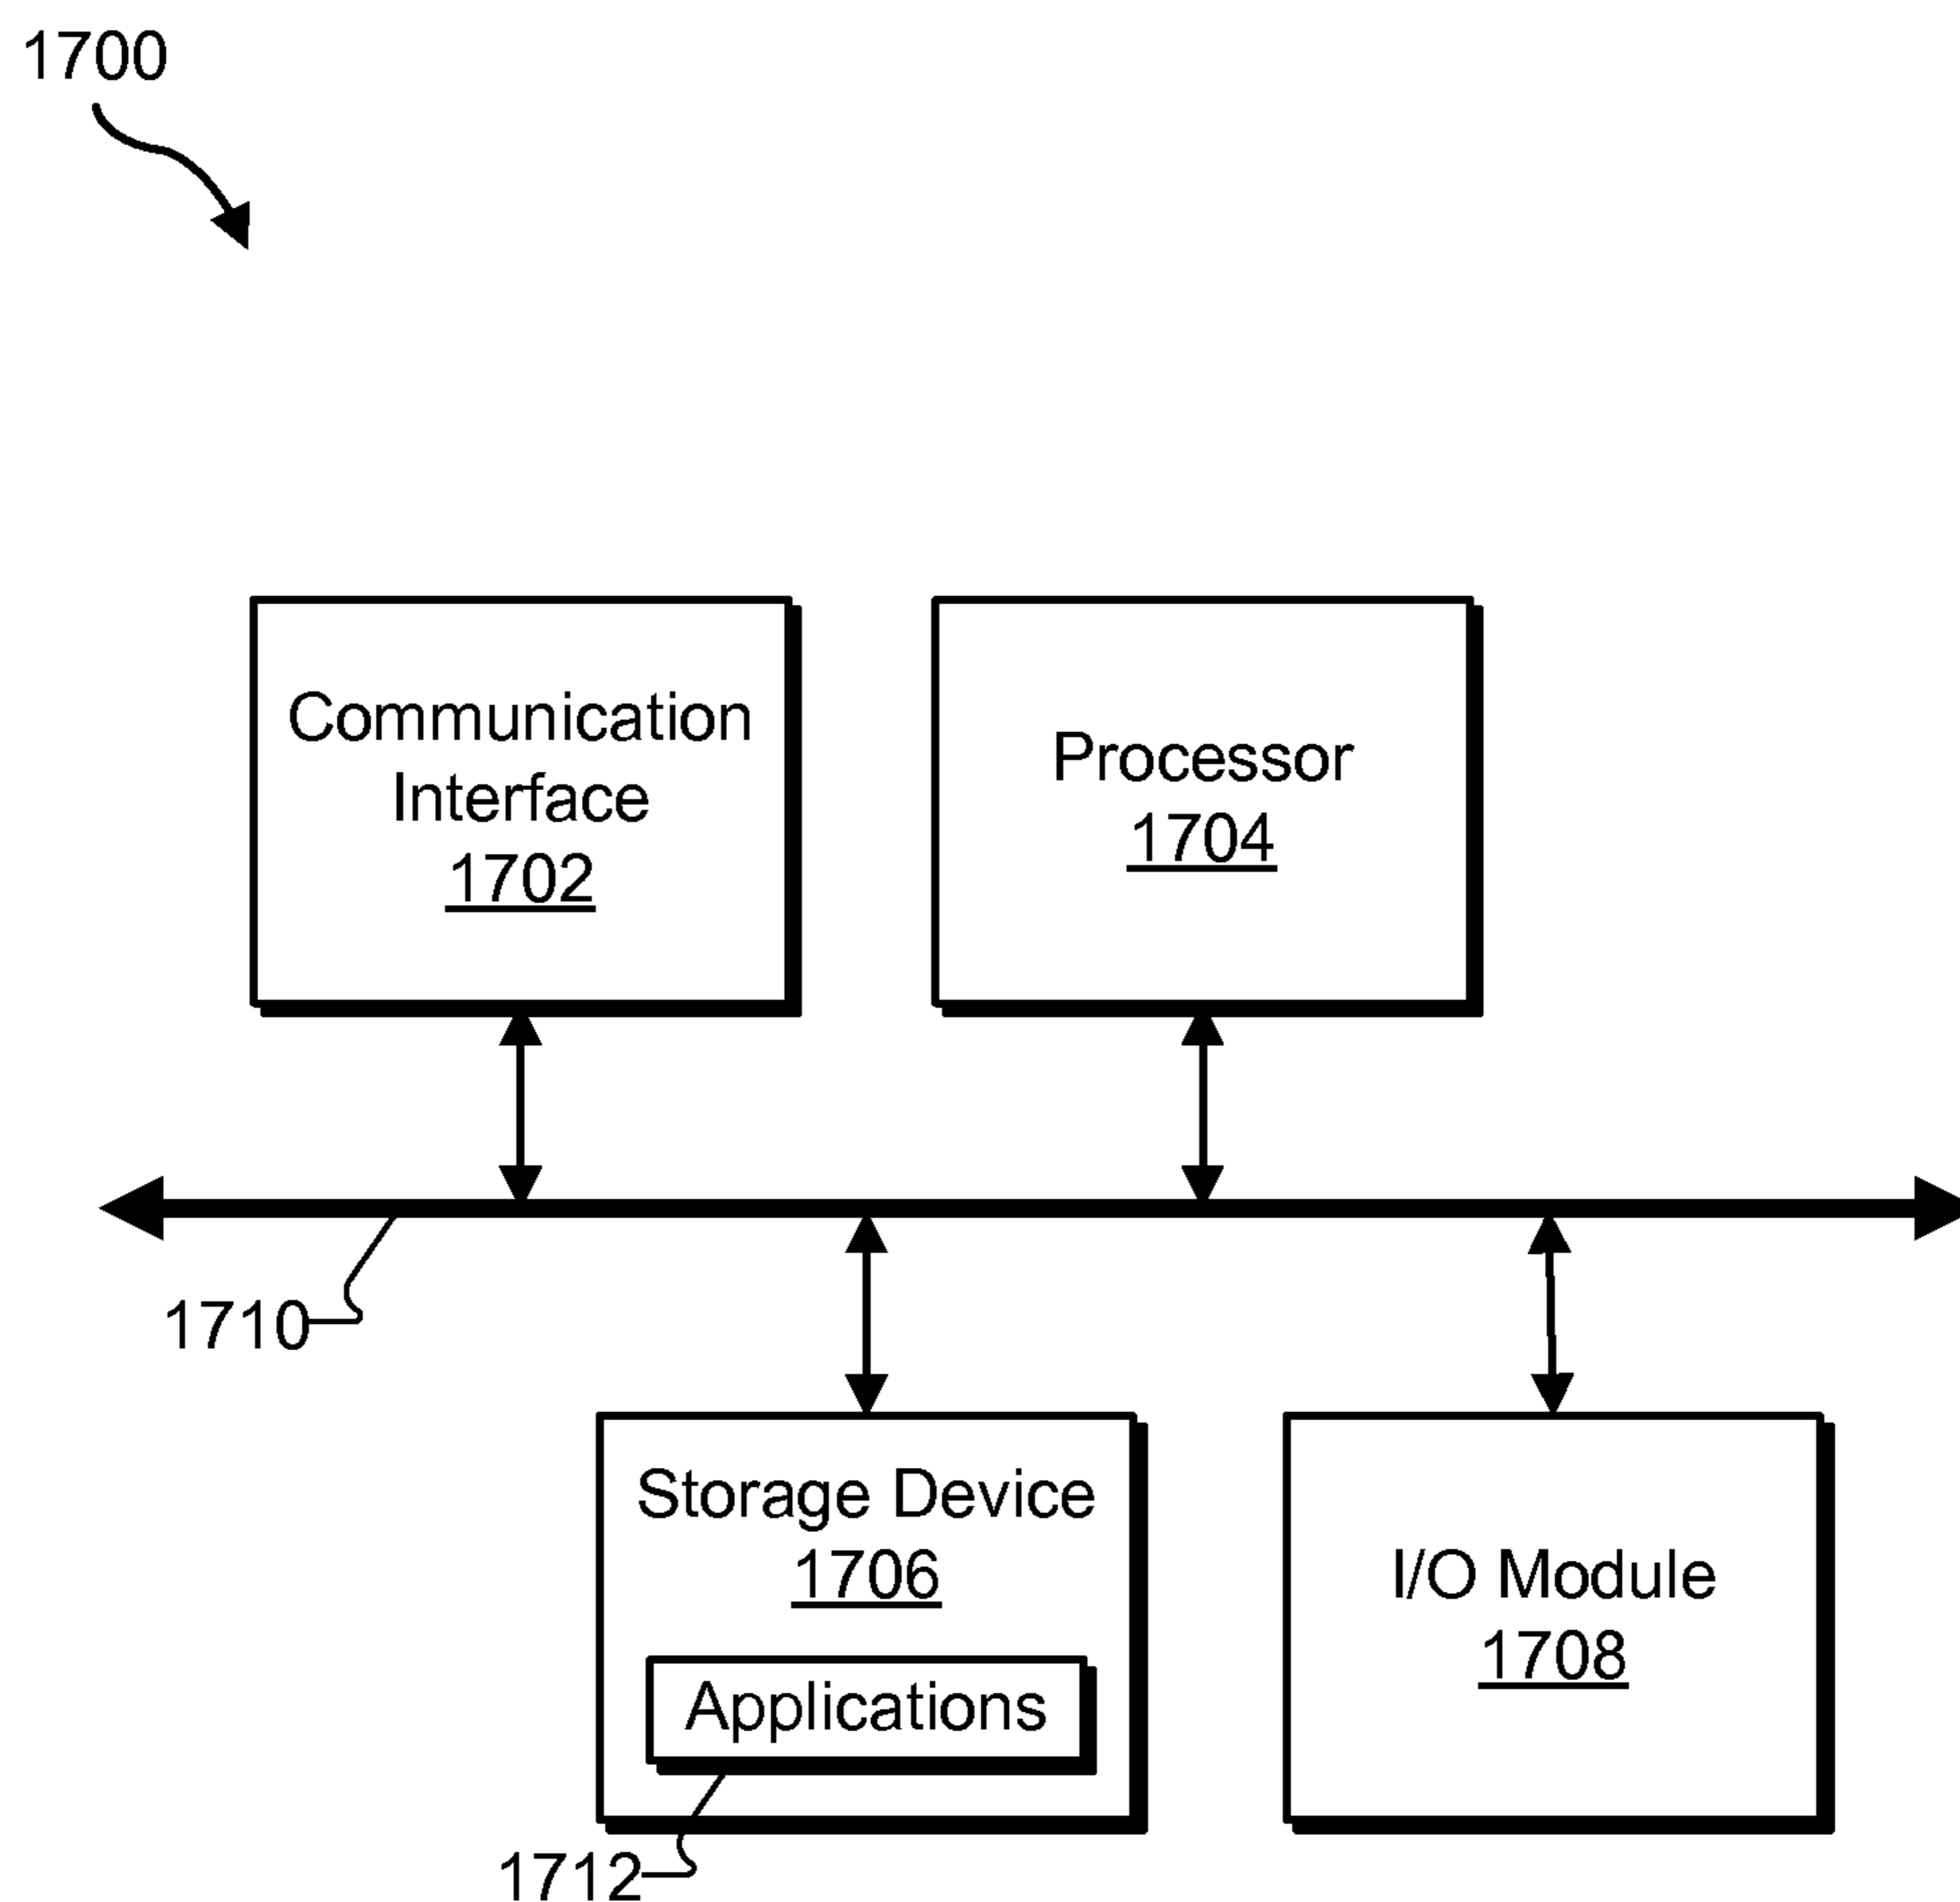 1700
Communication
Interface
1702
Processor
1704
1710
Storage Device
1706
Applications
1712
I/O Module
1708